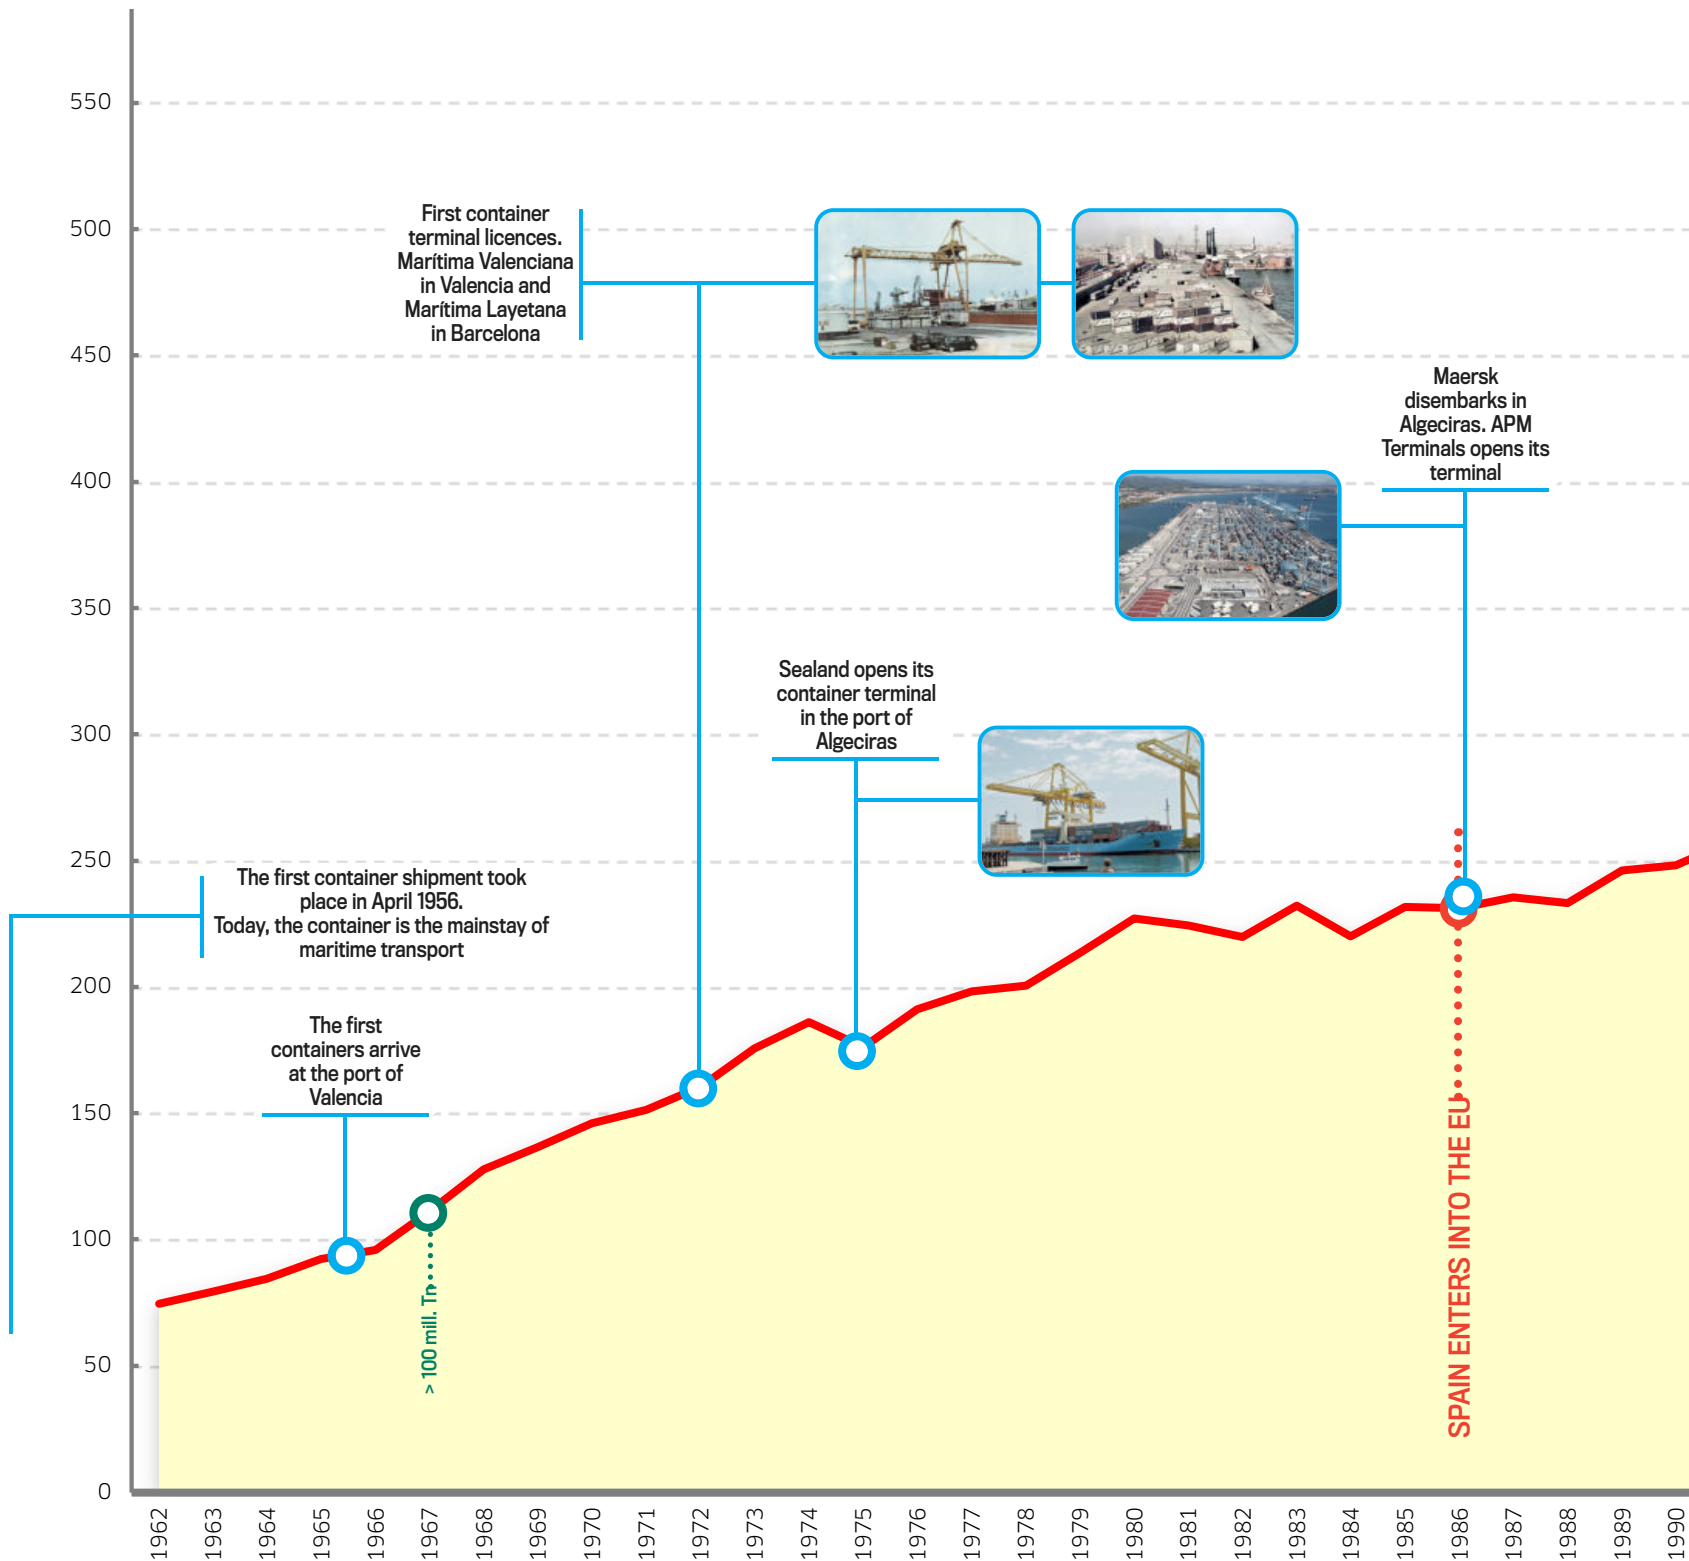 550
500
450
400
350
300
250
200
150
100
50
0
First container
terminal licences.
Marítima Valenciana
in Valencia and
Marítima Layetana
in Barcelona
Maersk
disembarks in
Algeciras. APM
Terminals opens its
terminal
Sealand opens its
container terminal
in the port of
Algeciras
The first container shipment took
place in April 1956.
Today, the container is the mainstay of
maritime transport
The first
containers arrive
at the port of
Valencia
> 100 mill. Tn
SPAIN ENTERS INTO THE EU
1962
1963
1964
1965
1966
1967
1968
1969
1970
1971
1972
1973
1974
1975
1976
1977
1978
1979
1980
1981
1982
1983
1984
1985
1986
1987
1988
1989
1990